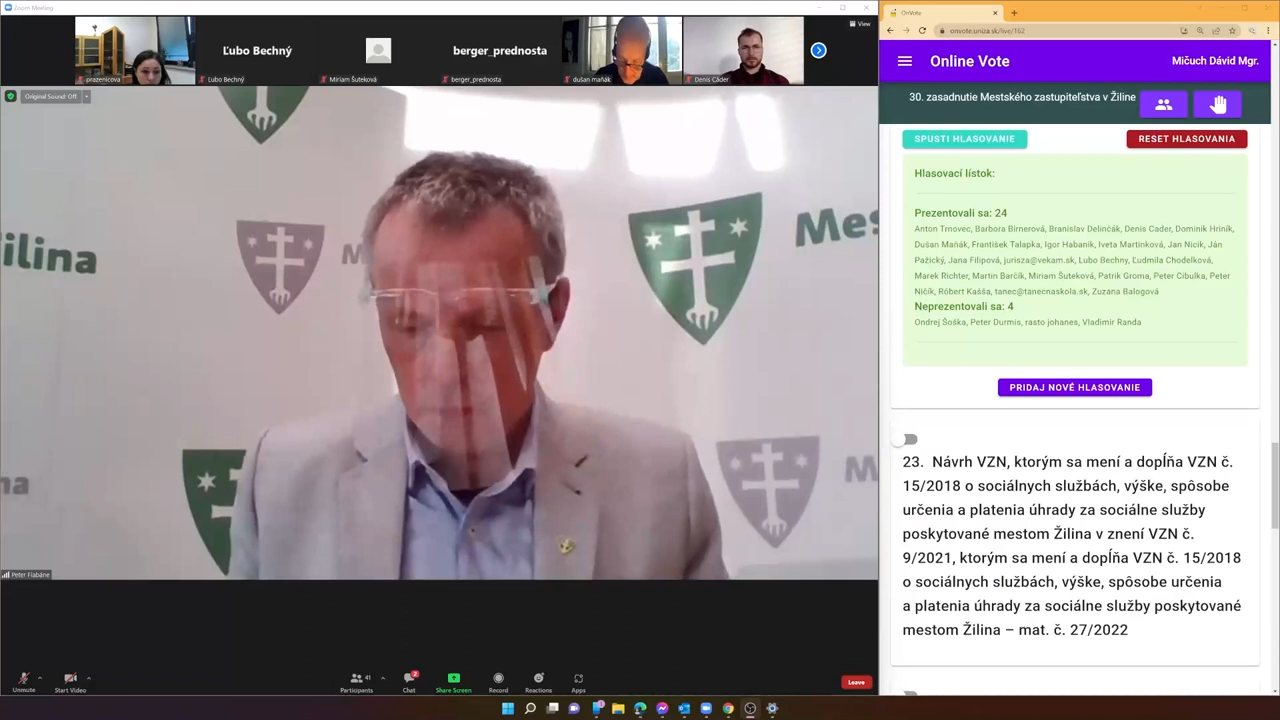 Zoom Meeting
View
Ľubo Bechný
berger_prednosta
prazenicova
Ľubo Bechný
Miriam Šuteková
berger_prednosta
dušan maňák
Denis Cáder
Original Sound: Off
ilina
Mes
Peter Fiabáne
Unmute
Start Video
Participants
41
Chat
2
Share Screen
Record
Reactions
Apps
Leave
OnVote
onvote.uniza.sk/live/162
Online Vote
Mičuch Dávid Mgr.
30. zasadnutie Mestského zastupiteľstva v Žiline
SPUSTI HLASOVANIE
RESET HLASOVANIA
Hlasovací lístok:
Prezentovali sa: 24
Anton Trnovec, Barbora Birnerová, Branislav Delinčák, Denis Cader, Dominik Hriník,
Dušan Maňák, František Talapka, Igor Habanik, Iveta Martinková, Jan Nicik, Ján
Pažický, Jana Filipová, jurisza@vekam.sk, Lubo Bechny, Ľudmila Chodelková,
Marek Richter, Martin Barčík, Miriam Šuteková, Patrik Groma, Peter Cibulka, Peter
Ničík, Róbert Kašša, tanec@tanecnaskola.sk, Zuzana Balogová
Neprezentovali sa: 4
Ondrej Šoška, Peter Durmis, rasto johanes, Vladimir Randa
PRIDAJ NOVÉ HLASOVANIE
23. Návrh VZN, ktorým sa mení a dopĺňa VZN č.
15/2018 o sociálnych službách, výške, spôsobe
určenia a platenia úhrady za sociálne služby
poskytované mestom Žilina v znení VZN č.
9/2021, ktorým sa mení a dopĺňa VZN č. 15/2018
o sociálnych službách, výške, spôsobe určenia
a platenia úhrady za sociálne služby poskytované
mestom Žilina – mat. č. 27/2022